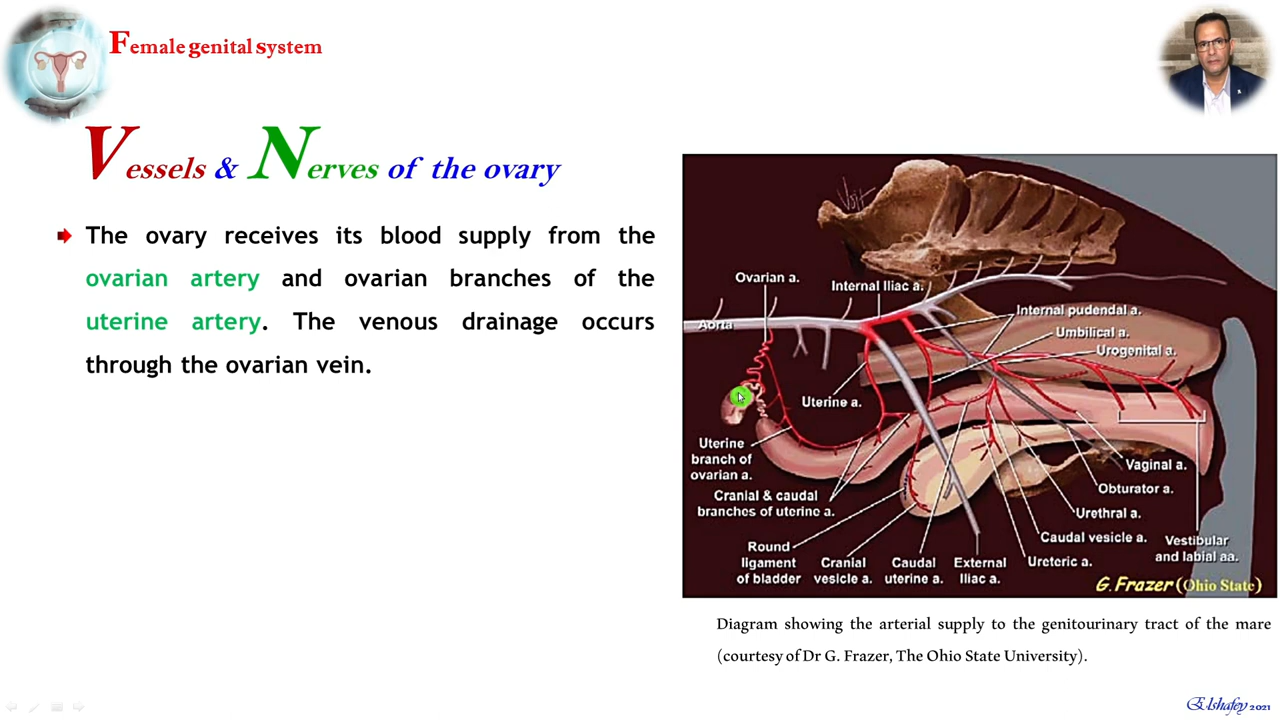 Female genital system
Vessels & Nerves of the ovary
The ovary receives its blood supply from the
ovarian artery and ovarian branches of the
uterine artery. The venous drainage occurs
through the ovarian vein.
Ovarian a.
Internal Iliac a.
Internal pudendal a.
Aorta
Umbilical a.
Urogenital a.
Uterine a.
Uterine
branch of
ovarian a.
Cranial & caudal
branches of uterine a.
Vaginal a.
Obturator a.
Urethral a.
Caudal vesicle a.
Vestibular
and labial aa.
Round
ligament
of bladder
Cranial
vesicle a.
Caudal
uterine a.
External
Iliac a.
Ureteric a.
G. Frazer (Ohio State)
Diagram showing the arterial supply to the genitourinary tract of the mare
(courtesy of Dr G. Frazer, The Ohio State University).
Elshafey 2021